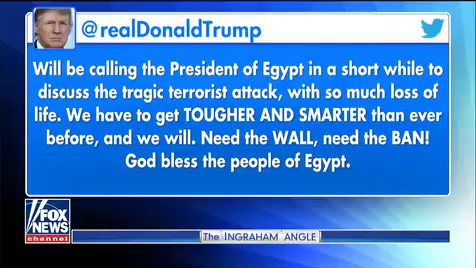 @realDonaldTrump
Will be calling the President of Egypt in a short while to
discuss the tragic terrorist attack, with so much loss of
life. We have to get TOUGHER AND SMARTER than ever
before, and we will. Need the WALL, need the BAN!
God bless the people of Egypt.
FOX
NEWS
channel
The INGRAHAM ANGLE